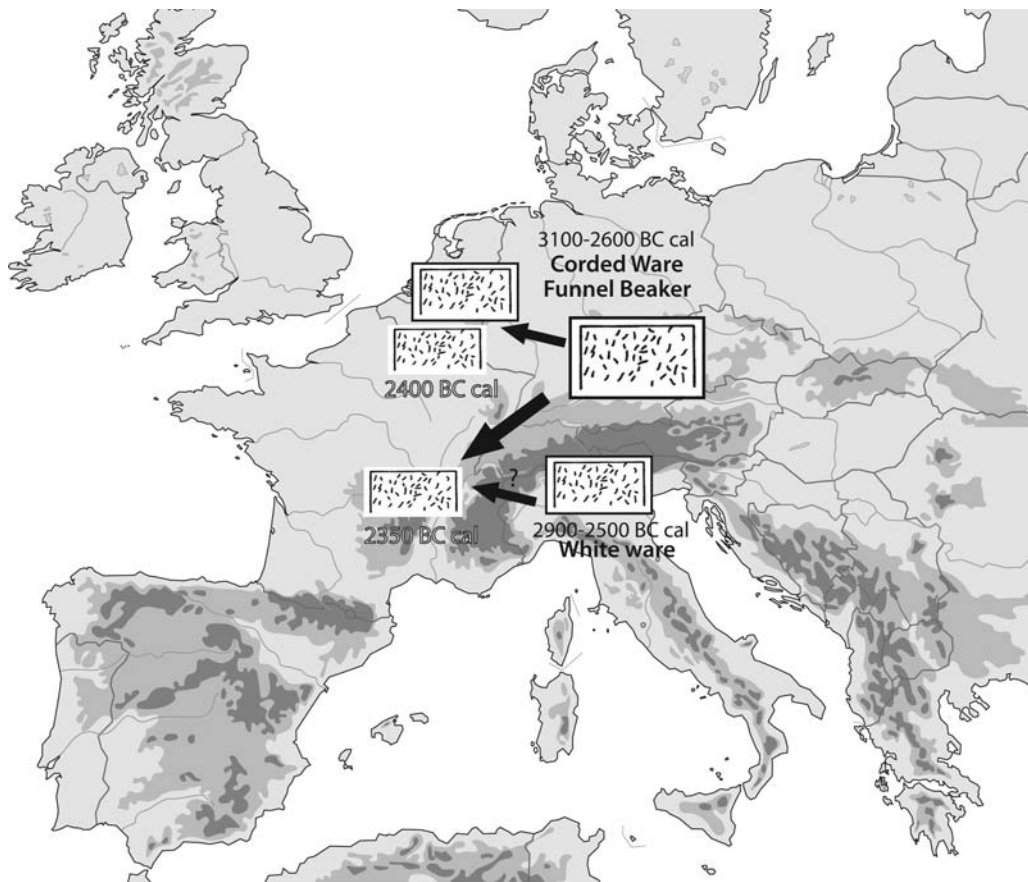 3100-2600 BC cal
Corded Ware
Funnel Beaker
2400 BC cal
?
2350 BC cal
2900-2500 BC cal
White ware